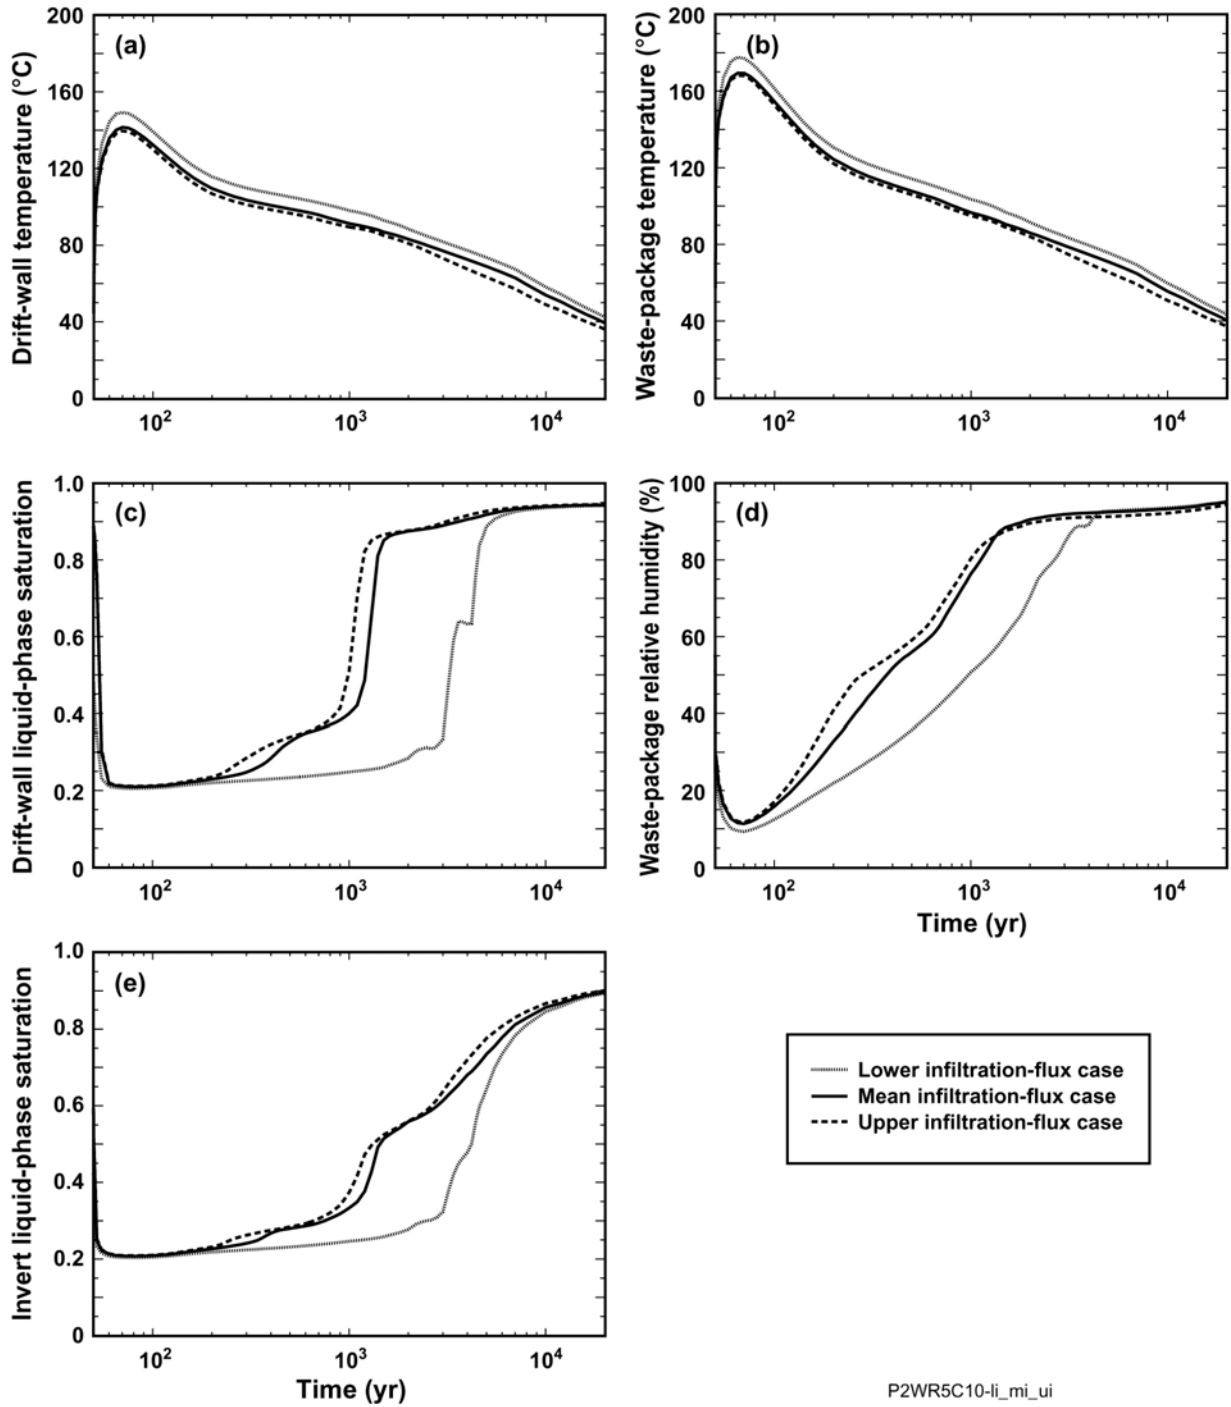 (a)
Drift-wall temperature (°C)
200
160
120
80
40
0
10²
10³
10⁴
(b)
Waste-package temperature (°C)
200
160
120
80
40
0
10²
10³
10⁴
(c)
Drift-wall liquid-phase saturation
1.0
0.8
0.6
0.4
0.2
0
10²
10³
10⁴
(d)
Waste-package relative humidity (%)
100
80
60
40
20
0
10²
10³
10⁴
Time (yr)
(e)
Invert liquid-phase saturation
1.0
0.8
0.6
0.4
0.2
0
10²
10³
10⁴
Time (yr)
Lower infiltration-flux case
Mean infiltration-flux case
Upper infiltration-flux case
P2WR5C10-li_mi_ui